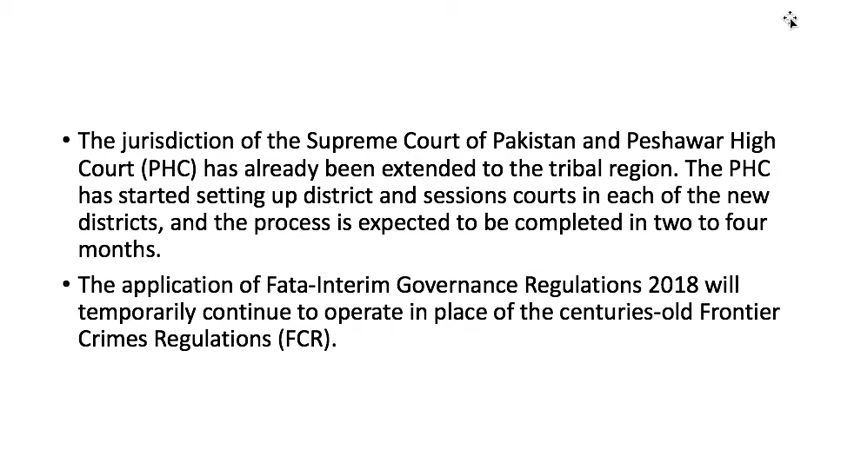 • The jurisdiction of the Supreme Court of Pakistan and Peshawar High
Court (PHC) has already been extended to the tribal region. The PHC
has started setting up district and sessions courts in each of the new
districts, and the process is expected to be completed in two to four
months.
• The application of Fata-Interim Governance Regulations 2018 will
temporarily continue to operate in place of the centuries-old Frontier
Crimes Regulations (FCR).